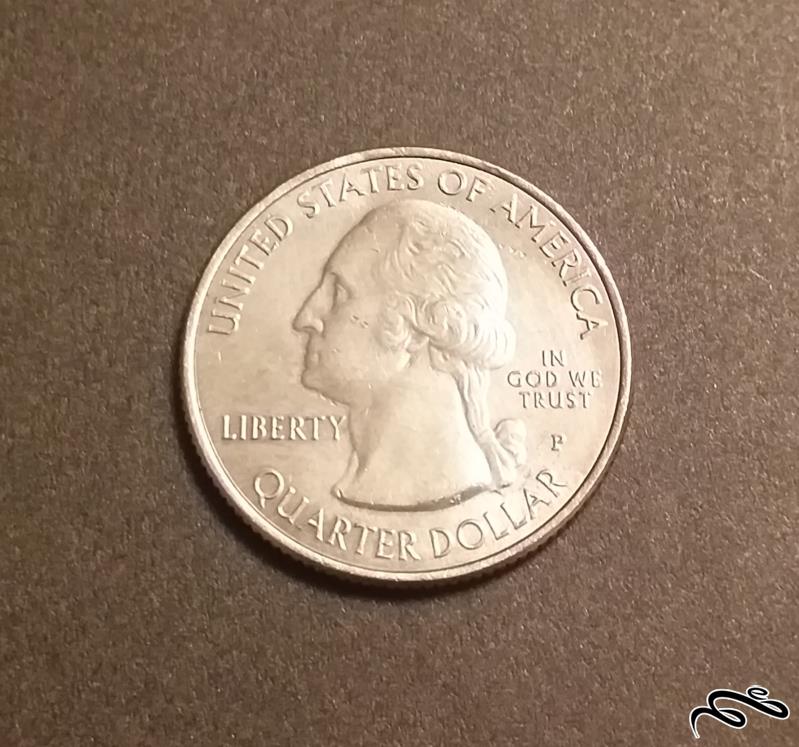 UNITED STATES OF AMERICA
IN
GOD WE
TRUST
LIBERTY
P
QUARTER DOLLAR